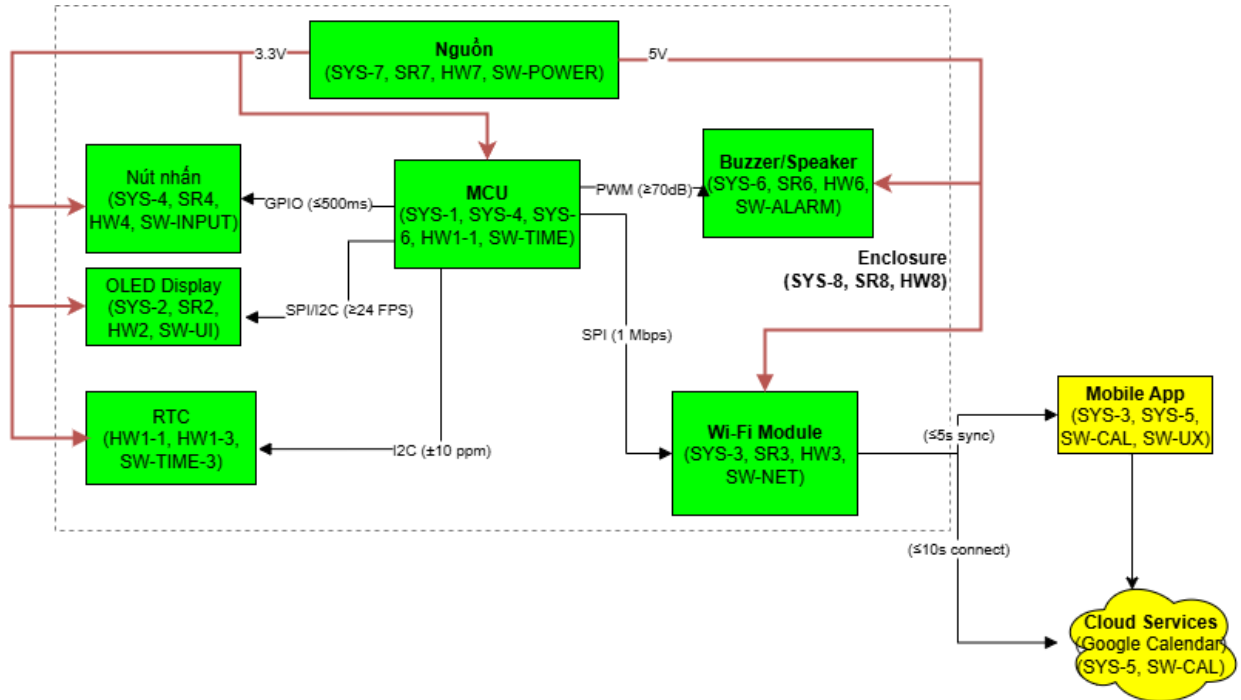 Nguồn
(SYS-7, SR7, HW7, SW-POWER)
3.3V
5V
Nút nhấn
(SYS-4, SR4,
HW4, SW-INPUT)
GPIO (≤500ms)
MCU
(SYS-1, SYS-4, SYS-
6, HW1-1, SW-TIME)
PWM (≥70dB)
Buzzer/Speaker
(SYS-6, SR6, HW6,
SW-ALARM)
Enclosure
(SYS-8, SR8, HW8)
OLED Display
(SYS-2, SR2,
HW2, SW-UI)
SPI/I2C (≥24 FPS)
SPI (1 Mbps)
RTC
(HW1-1, HW1-3,
SW-TIME-3)
I2C (±10 ppm)
Wi-Fi Module
(SYS-3, SR3, HW3,
SW-NET)
(≤5s sync)
Mobile App
(SYS-3, SYS-5,
SW-CAL, SW-UX)
(≤10s connect)
Cloud Services
(Google Calendar)
(SYS-5, SW-CAL)